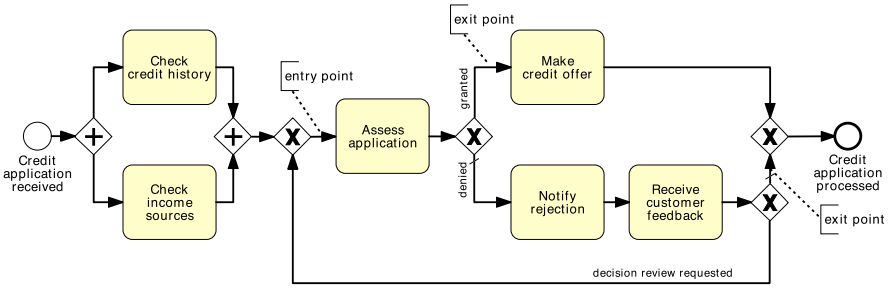 exit point
Check
credit history
Make
credit offer
entry point
granted
Assess
application
Credit
application
received
Credit
application
processed
denied
Check
income
sources
Notify
rejection
Receive
customer
feedback
exit point
decision review requested